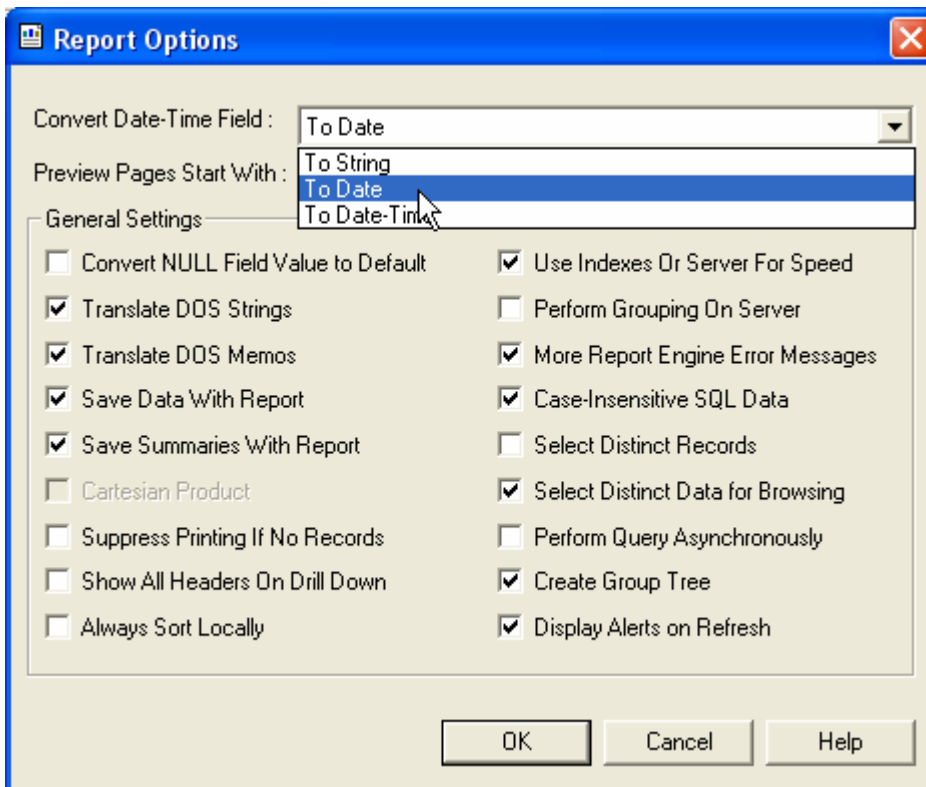 Report Options
Convert Date-Time Field :
To Date
Preview Pages Start With :
To String
To Date
To Date-Time
General Settings
Convert NULL Field Value to Default
Use Indexes Or Server For Speed
Translate DOS Strings
Perform Grouping On Server
Translate DOS Memos
More Report Engine Error Messages
Save Data With Report
Case-Insensitive SQL Data
Save Summaries With Report
Select Distinct Records
Cartesian Product
Select Distinct Data for Browsing
Suppress Printing If No Records
Perform Query Asynchronously
Show All Headers On Drill Down
Create Group Tree
Always Sort Locally
Display Alerts on Refresh
OK
Cancel
Help